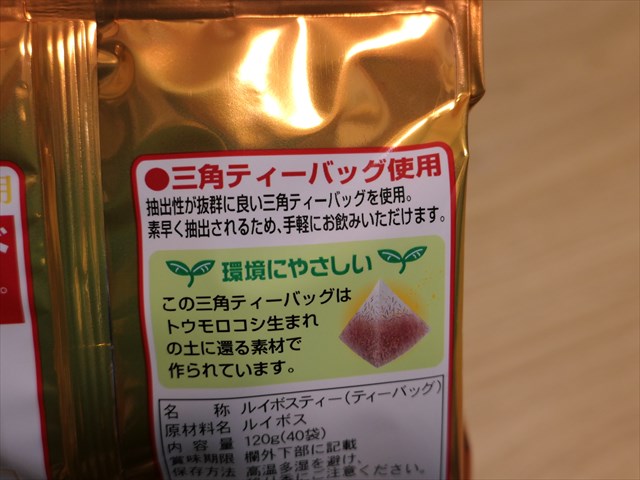 ●三角ティーバッグ使用
抽出性が抜群に良い三角ティーバッグを使用。
素早く抽出されるため、手軽にお飲みいただけます。
環境にやさしい
この三角ティーバッグは
トウモロコシ生まれ
の土に還る素材で
作られています。
名 称 ルイボスティー(ティーバッグ)
原材料名 ルイボス
内容量 120g(40袋)
賞味期限 欄外下部に記載
保存方法 高温多湿を避け、